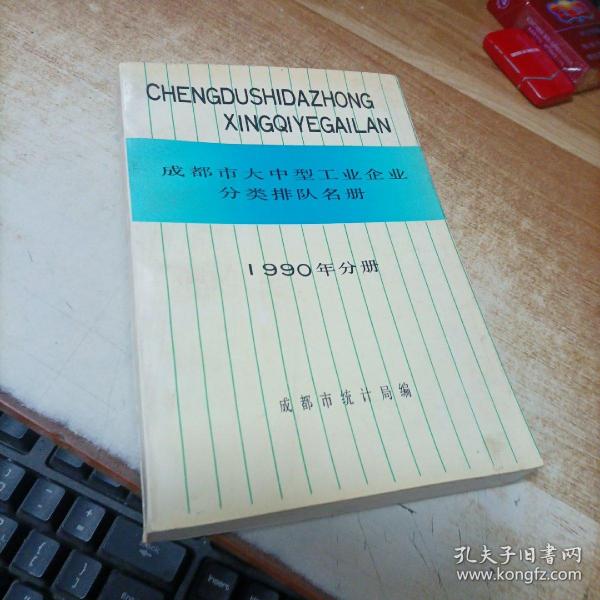 CHENGDUSHIDAZHONG
XINGQIYEGAILAN
成都市大中型工业企业
分类排队名册
1990年分册
成都市统计局编
孔夫子旧书网
www.kongfz.com